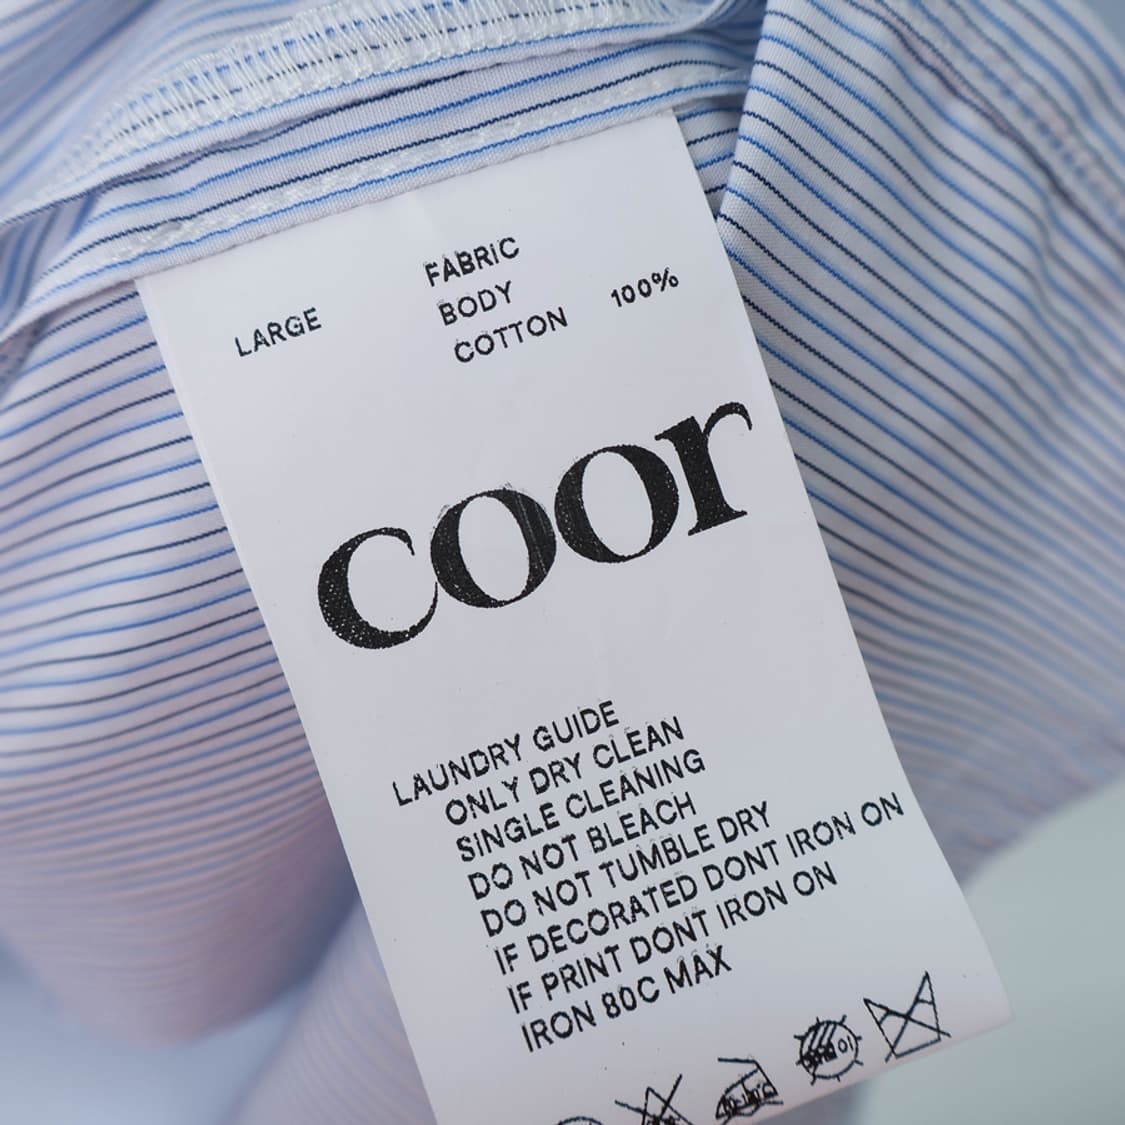 LARGE
FABRIC
BODY
COTTON
100%
coor
LAUNDRY GUIDE
ONLY DRY CLEAN
SINGLE CLEANING
DO NOT BLEACH
DO NOT TUMBLE DRY
IF DECORATED DONT IRON ON
IF PRINT DONT IRON ON
IRON 80C MAX